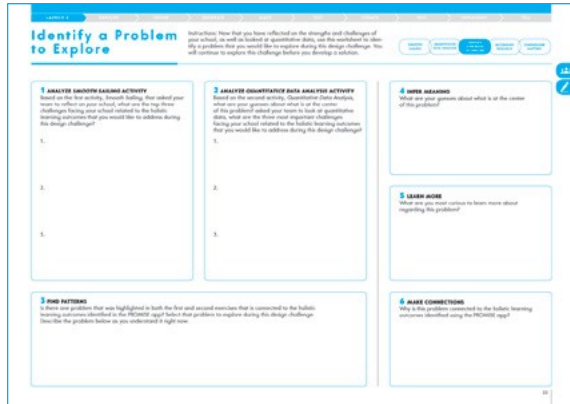 Identify a Problem
to Explore
Instructions: Now that you have reflected on the strengths and challenges of
your school, as well as looked at quantitative data, use this worksheet to iden-
tify a problem that you would like to explore during this design challenge. You
will continue to explore this challenge before you develop a solution.
1 ANALYZE SMOOTH SAILING ACTIVITY
Based on the first activity, Smooth Sailing, that asked your
team to reflect on your school, what are the top three
challenges facing your school related to the holistic
learning outcomes that you would like to address during
this design challenge?
1.
2.
3.
2 ANALYZE QUANTITATIVE DATA ANALYSIS ACTIVITY
Based on the second activity, Quantitative Data Analysis,
what are your guesses about what is at the center
of this problem? asked your team to look at quantitative
data, what are the three most important challenges
facing your school related to the holistic learning outcomes
that you would like to address during this design challenge?
1.
2.
3.
3 FIND PATTERNS
Is there one problem that was highlighted in both the first and second exercises that is connected to the holistic
learning outcomes identified in the PROMISE app? Select that problem to explore during this design challenge.
Describe the problem below as you understand it right now.
4 INFER MEANING
What are your guesses about what is at the center
of this problem?
5 LEARN MORE
What are you most curious to learn more about
regarding this problem?
6 MAKE CONNECTIONS
Why is this problem connected to the holistic learning
outcomes identified using the PROMISE app?